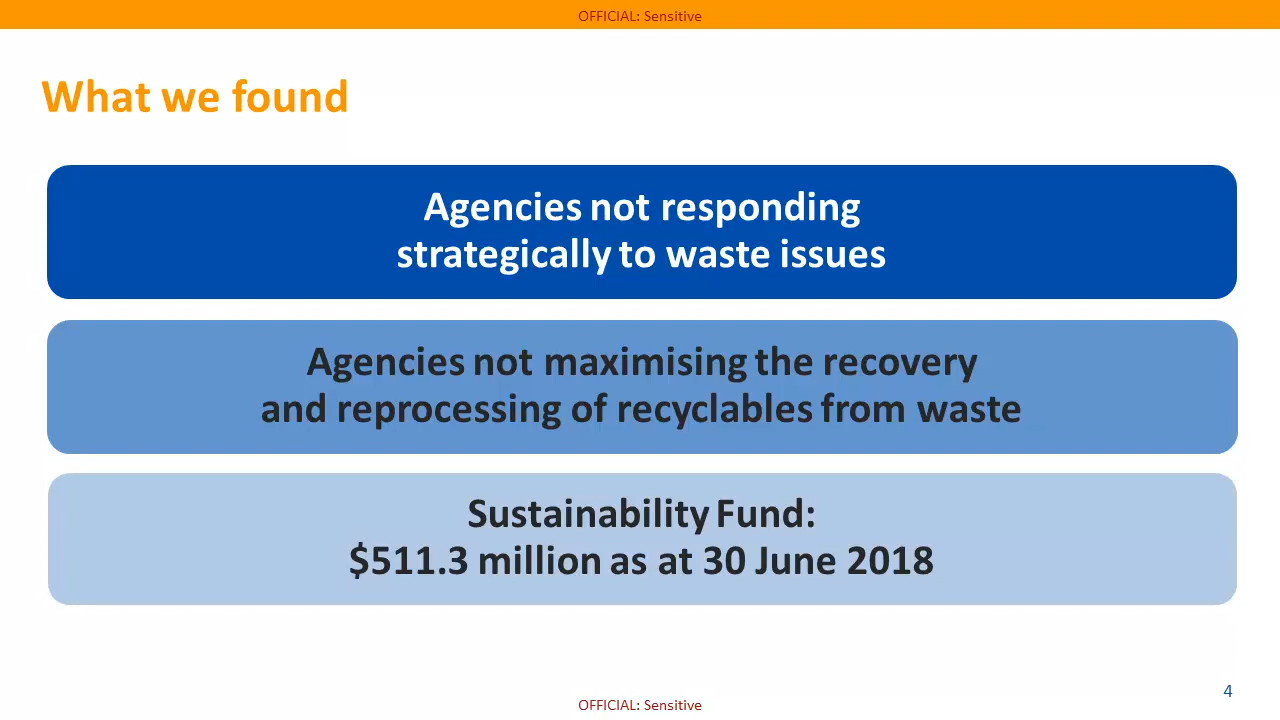 OFFICIAL: Sensitive
What we found
Agencies not responding
strategically to waste issues
Agencies not maximising the recovery
and reprocessing of recyclables from waste
Sustainability Fund:
$511.3 million as at 30 June 2018
4
OFFICIAL: Sensitive